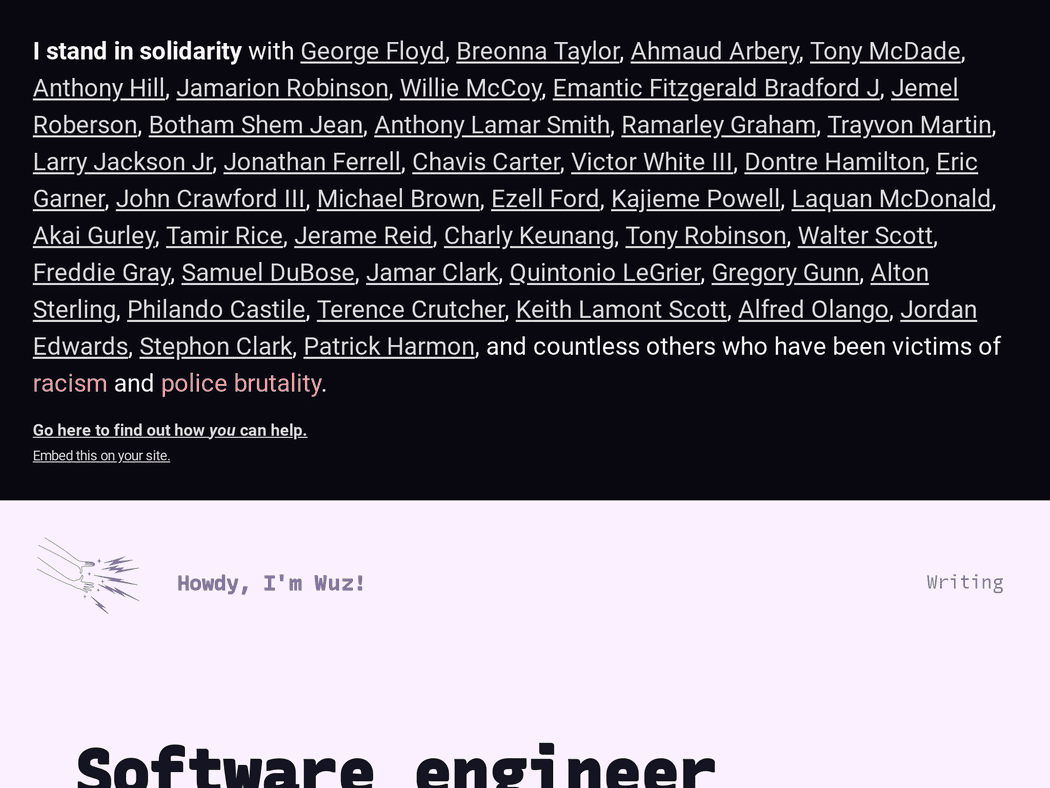 I stand in solidarity with George Floyd, Breonna Taylor, Ahmaud Arbery, Tony McDade,
Anthony Hill, Jamarion Robinson, Willie McCoy, Emantic Fitzgerald Bradford J, Jemel
Roberson, Botham Shem Jean, Anthony Lamar Smith, Ramarley Graham, Trayvon Martin,
Larry Jackson Jr, Jonathan Ferrell, Chavis Carter, Victor White III, Dontre Hamilton, Eric
Garner, John Crawford III, Michael Brown, Ezell Ford, Kajieme Powell, Laquan McDonald,
Akai Gurley, Tamir Rice, Jerame Reid, Charly Keunang, Tony Robinson, Walter Scott,
Freddie Gray, Samuel DuBose, Jamar Clark, Quintonio LeGrier, Gregory Gunn, Alton
Sterling, Philando Castile, Terence Crutcher, Keith Lamont Scott, Alfred Olango, Jordan
Edwards, Stephon Clark, Patrick Harmon, and countless others who have been victims of
racism and police brutality.
Go here to find out how you can help.
Embed this on your site.
Howdy, I'm Wuz!
Writing
Software engineer